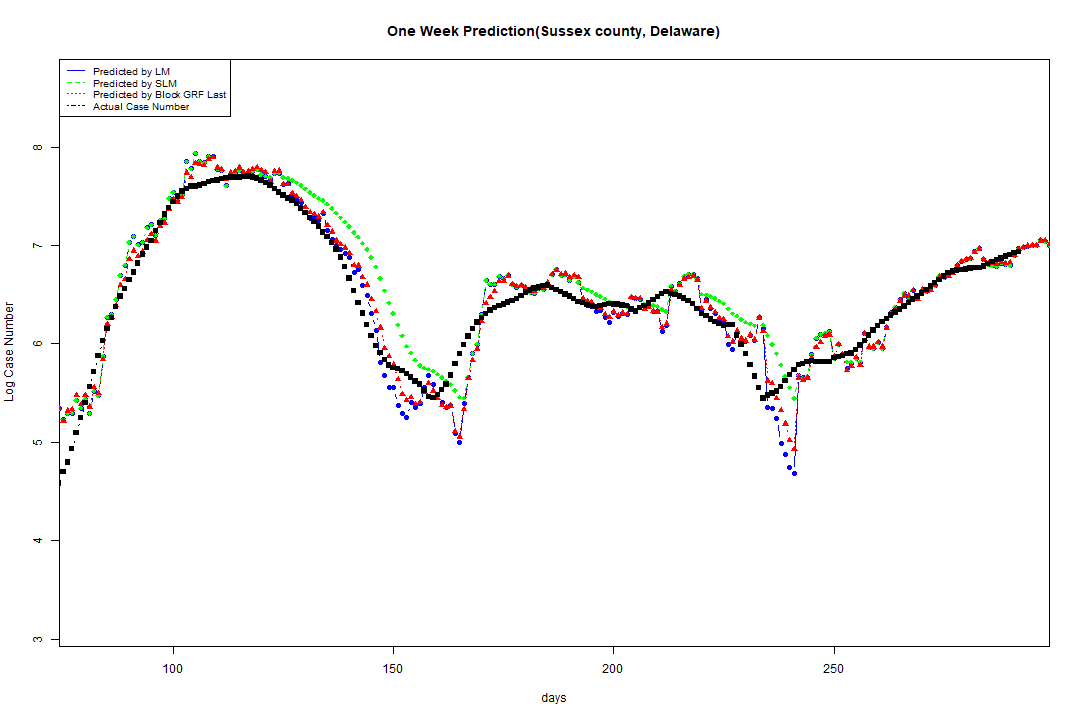 One Week Prediction(Sussex county, Delaware)
Predicted by LM
Predicted by SLM
Predicted by Block GRF Last
Actual Case Number
Log Case Number
8
7
6
5
4
3
100 150 200 250
days